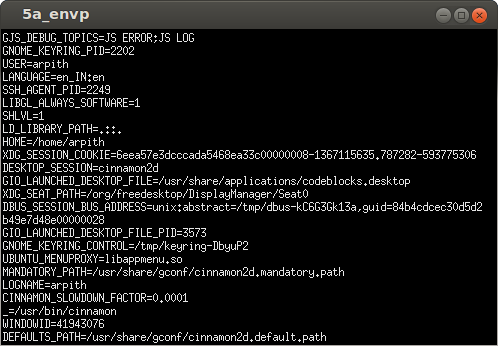 5a_envp
GJS_DEBUG_TOPICS=JS ERROR;JS LOG
GNOME_KEYRING_PID=2202
USER=arpith
LANGUAGE=en_IN:en
SSH_AGENT_PID=2249
LIBGL_ALWAYS_SOFTWARE=1
SHLVL=1
LD_LIBRARY_PATH=.::.
HOME=/home/arpith
XDG_SESSION_COOKIE=6eea57e3dcccada5468ea33c00000008-1367115635.787282-593775306
DESKTOP_SESSION=cinnamon2d
GIO_LAUNCHED_DESKTOP_FILE=/usr/share/applications/codeblocks.desktop
XDG_SEAT_PATH=/org/freedesktop/DisplayManager/Seat0
DBUS_SESSION_BUS_ADDRESS=unix:abstract=/tmp/dbus-kC6G3Gk13a,guid=84b4cdcec30d5d2
b49e7d48e00000028
GIO_LAUNCHED_DESKTOP_FILE_PID=3573
GNOME_KEYRING_CONTROL=/tmp/keyring-DbyuP2
UBUNTU_MENUPROXY=libappmenu.so
MANDATORY_PATH=/usr/share/gconf/cinnamon2d.mandatory.path
LOGNAME=arpith
CINNAMON_SLOWDOWN_FACTOR=0.0001
_=/usr/bin/cinnamon
WINDOWID=41943076
DEFAULTS_PATH=/usr/share/gconf/cinnamon2d.default.path